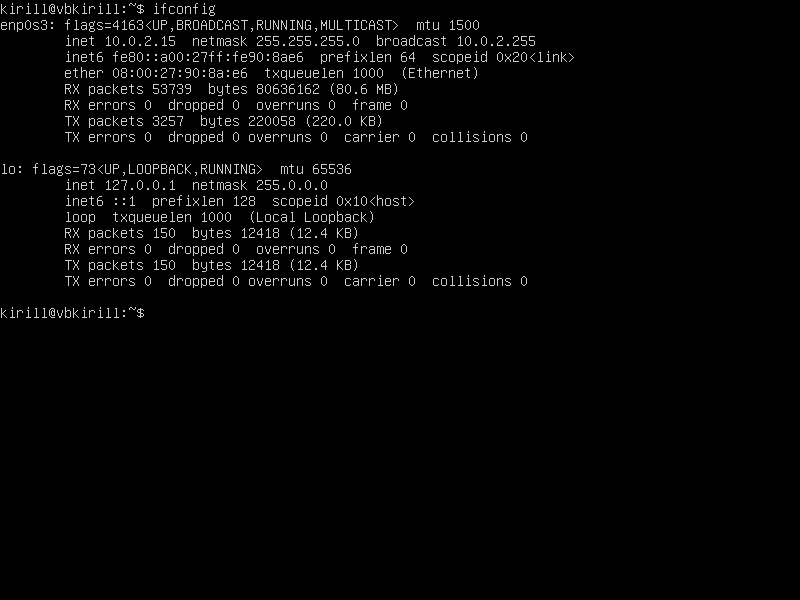 kirill@vbkirill:~$ ifconfig
enp0s3: flags=4163<UP,BROADCAST,RUNNING,MULTICAST>  mtu 1500
        inet 10.0.2.15  netmask 255.255.255.0  broadcast 10.0.2.255
        inet6 fe80::a00:27ff:fe90:8ae6  prefixlen 64  scopeid 0x20<link>
        ether 08:00:27:90:8a:e6  txqueuelen 1000  (Ethernet)
        RX packets 53739  bytes 80636162 (80.6 MB)
        RX errors 0  dropped 0  overruns 0  frame 0
        TX packets 3257  bytes 220058 (220.0 KB)
        TX errors 0  dropped 0 overruns 0  carrier 0  collisions 0

lo: flags=73<UP,LOOPBACK,RUNNING>  mtu 65536
        inet 127.0.0.1  netmask 255.0.0.0
        inet6 ::1  prefixlen 128  scopeid 0x10<host>
        loop  txqueuelen 1000  (Local Loopback)
        RX packets 150  bytes 12418 (12.4 KB)
        RX errors 0  dropped 0  overruns 0  frame 0
        TX packets 150  bytes 12418 (12.4 KB)
        TX errors 0  dropped 0 overruns 0  carrier 0  collisions 0

kirill@vbkirill:~$